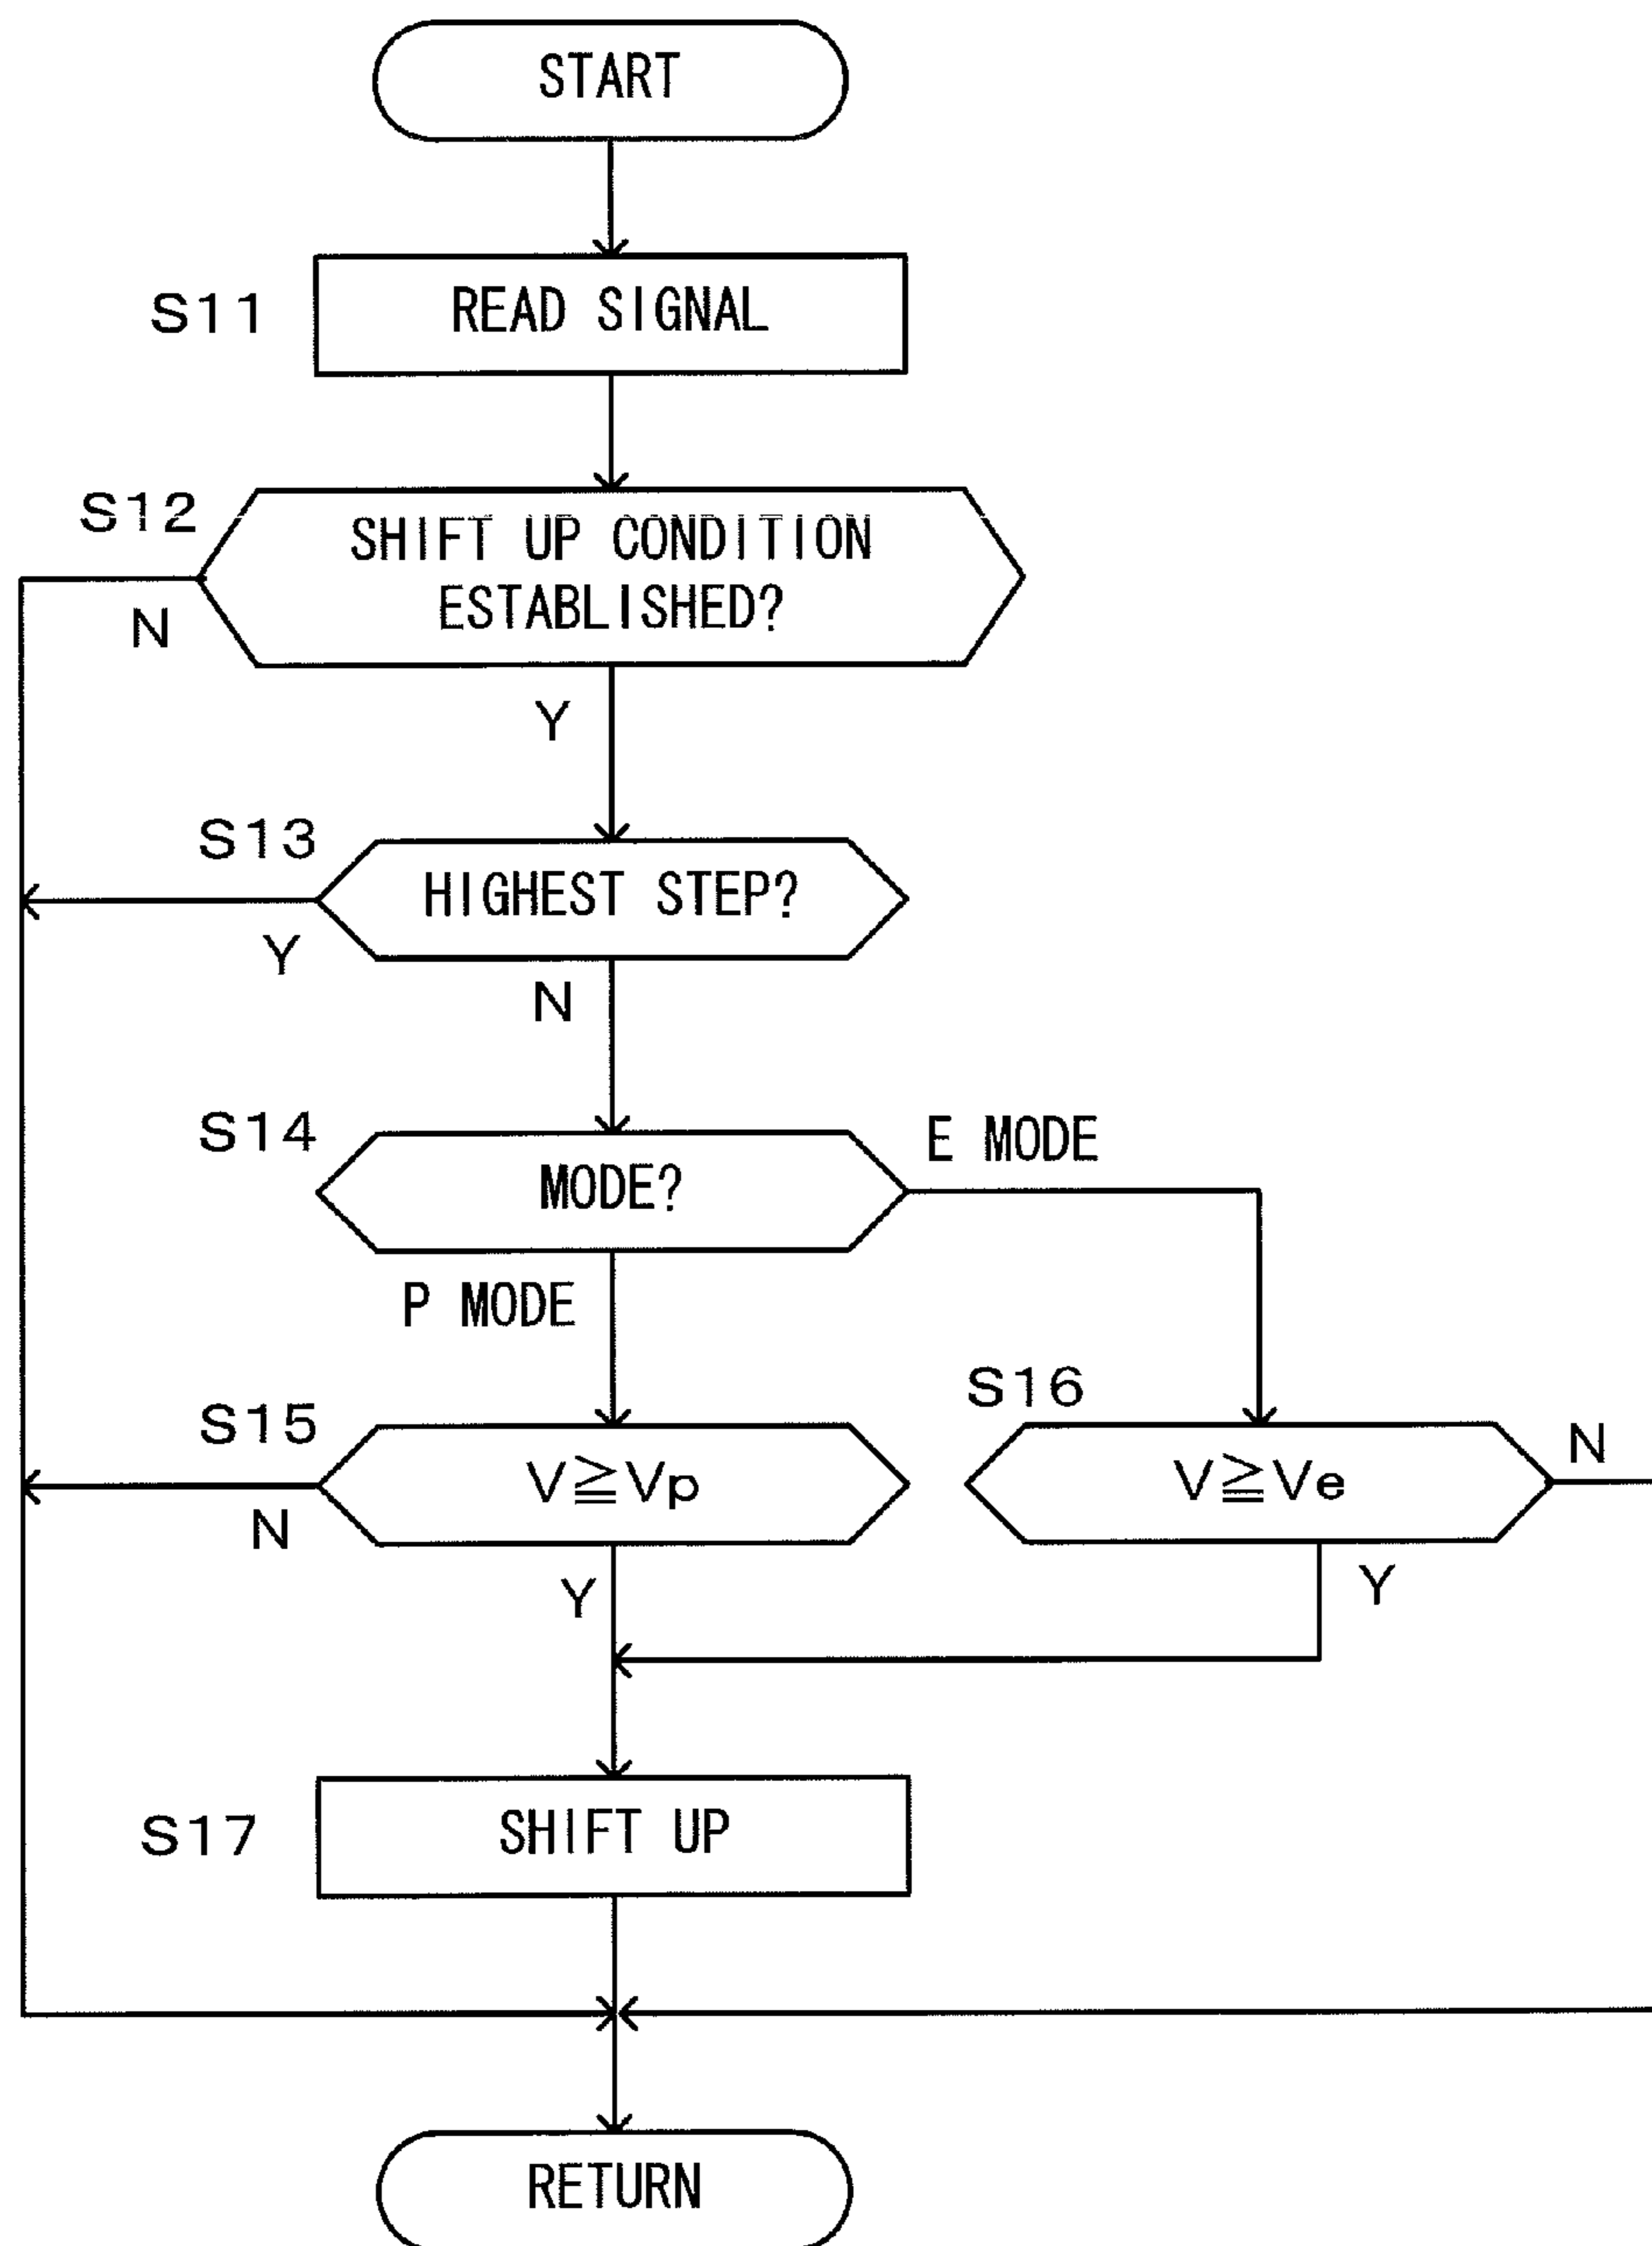 START
S11
READ SIGNAL
S12
SHIFT UP CONDITION
ESTABLISHED?
N
Y
S13
HIGHEST STEP?
Y
N
S14
MODE?
E MODE
P MODE
S15
V≧Vp
N
Y
S16
V≧Ve
N
Y
S17
SHIFT UP
RETURN